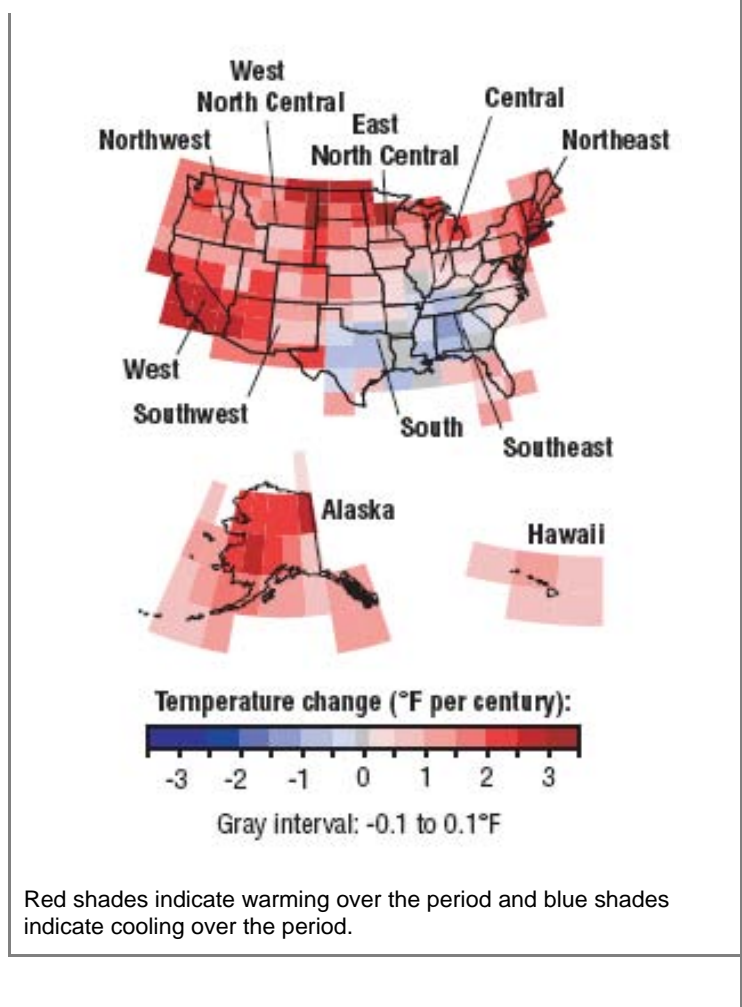 West
North Central
Central
East
North Central
Northwest
Northeast
West
Southwest
South
Southeast
Alaska
Hawaii
Temperature change (°F per century):
-3 -2 -1 0 1 2 3
Gray interval: -0.1 to 0.1°F
Red shades indicate warming over the period and blue shades
indicate cooling over the period.